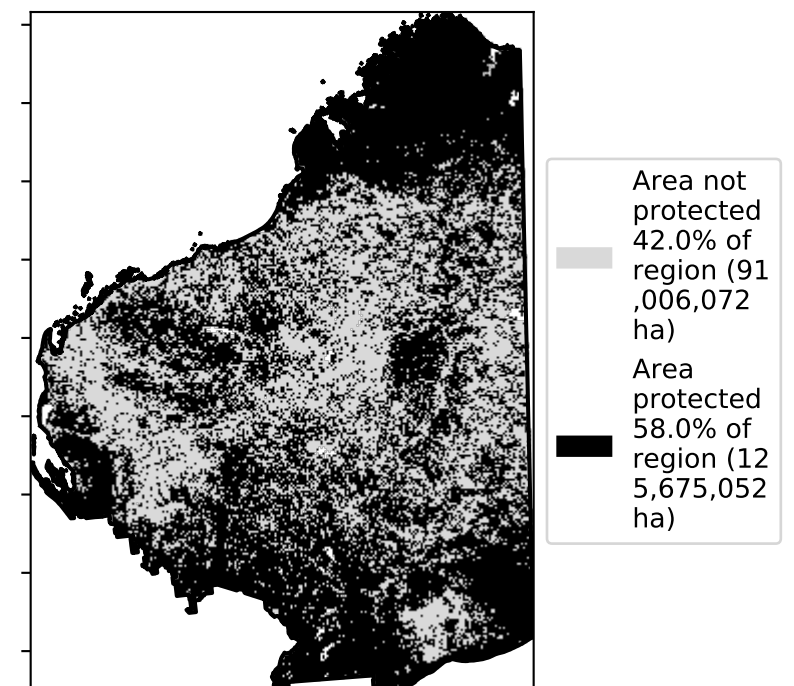 Area not
protected
42.0% of
region (91
,006,072
ha)
Area
protected
58.0% of
region (12
5,675,052
ha)